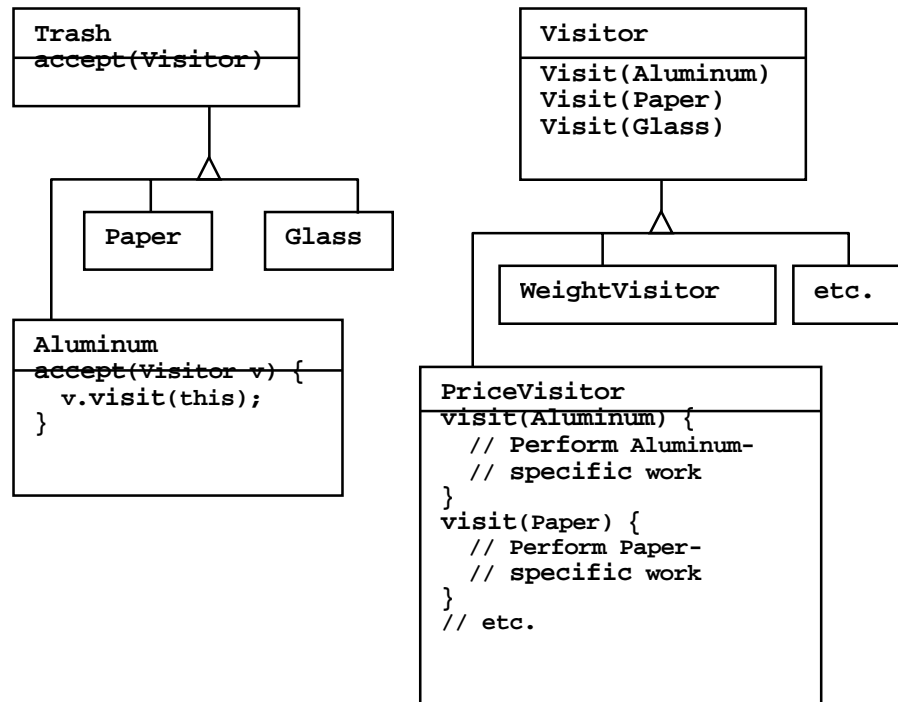 Trash
accept(Visitor)
Paper
Glass
Aluminum
accept(Visitor v) {
v.visit(this);
}
Visitor
Visit(Aluminum)
Visit(Paper)
Visit(Glass)
WeightVisitor
etc.
PriceVisitor
visit(Aluminum) {
// Perform Aluminum-
// specific work
}
visit(Paper) {
// Perform Paper-
// specific work
}
// etc.